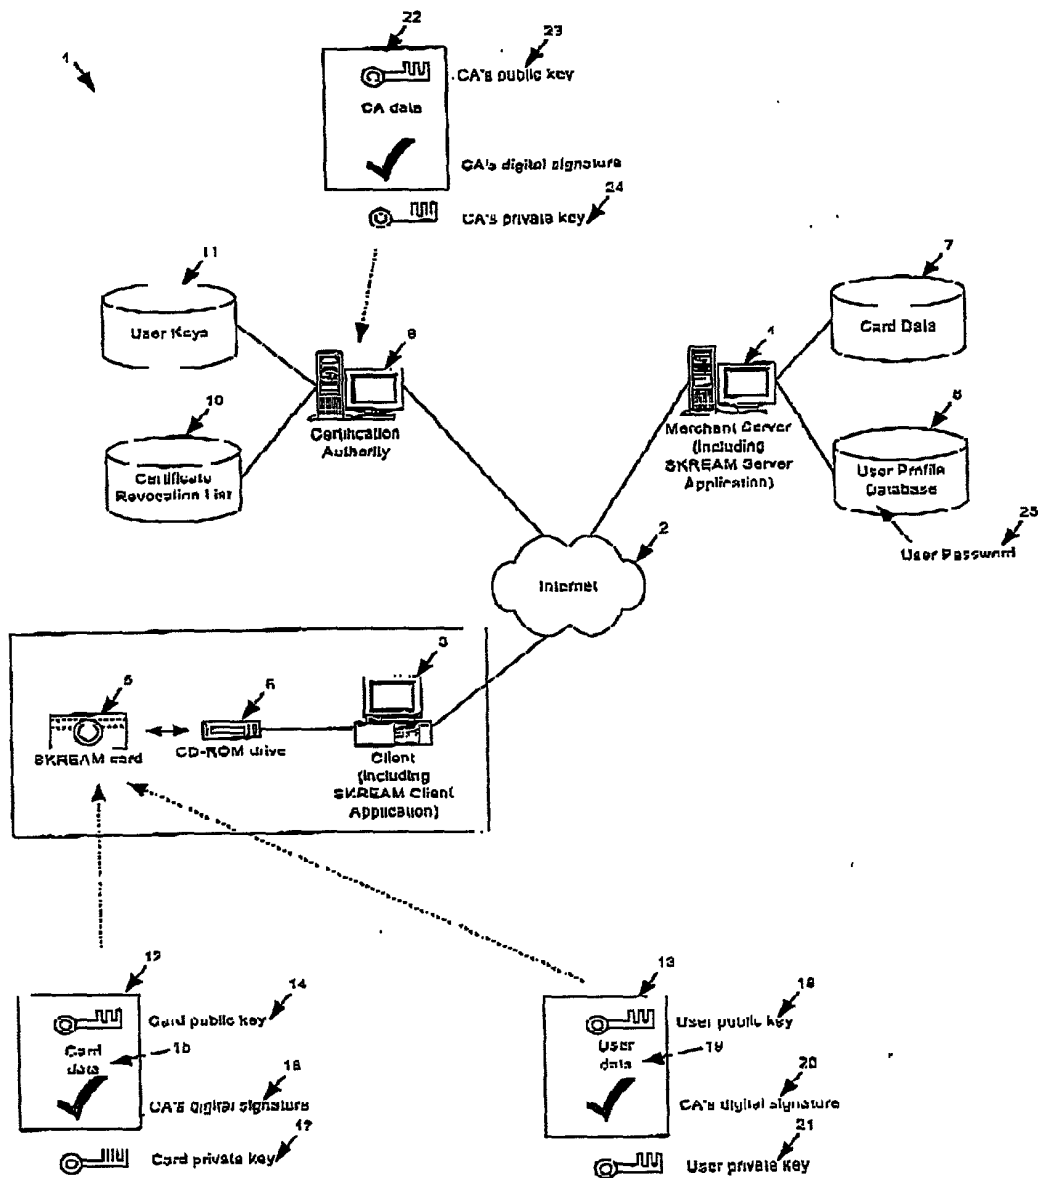 22
23
1
CA's public key
CA data
CA's digital signature
24
CA's private key
11
7
User Keys
Card Data
9
4
10
8
Certification
Authority
Merchant Server
(including
SKREAM Server
Application)
Certificate
Revocation List
User Profile
Database
25
User Password
2
Internet
3
5
6
SKREAM card
CD-ROM drive
Client
(including
SKREAM Client
Application)
12
14
Card public key
Card
data
15
16
CA's digital signature
17
Card private key
13
18
User public key
User
data
19
20
CA's digital signature
21
User private key